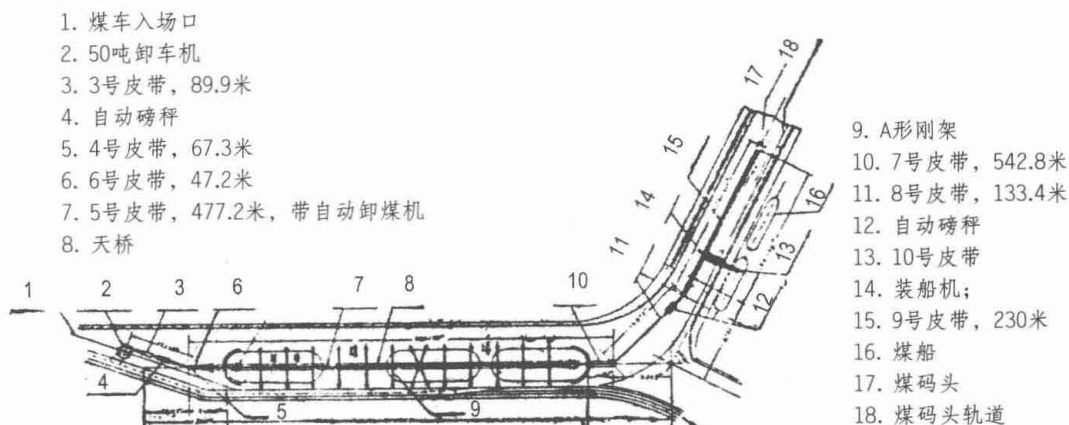 1. 煤车入场口
2. 50吨卸车机
3. 3号皮带，89.9米
4. 自动磅秤
5. 4号皮带，67.3米
6. 6号皮带，47.2米
7. 5号皮带，477.2米，带自动卸煤机
8. 天桥
9. A形刚架
10. 7号皮带，542.8米
11. 8号皮带，133.4米
12. 自动磅秤
13. 10号皮带
14. 装船机；
15. 9号皮带，230米
16. 煤船
17. 煤码头
18. 煤码头轨道
18
17
15
16
14
13
11
12
10
1
2
3
6
7
8
4
5
9